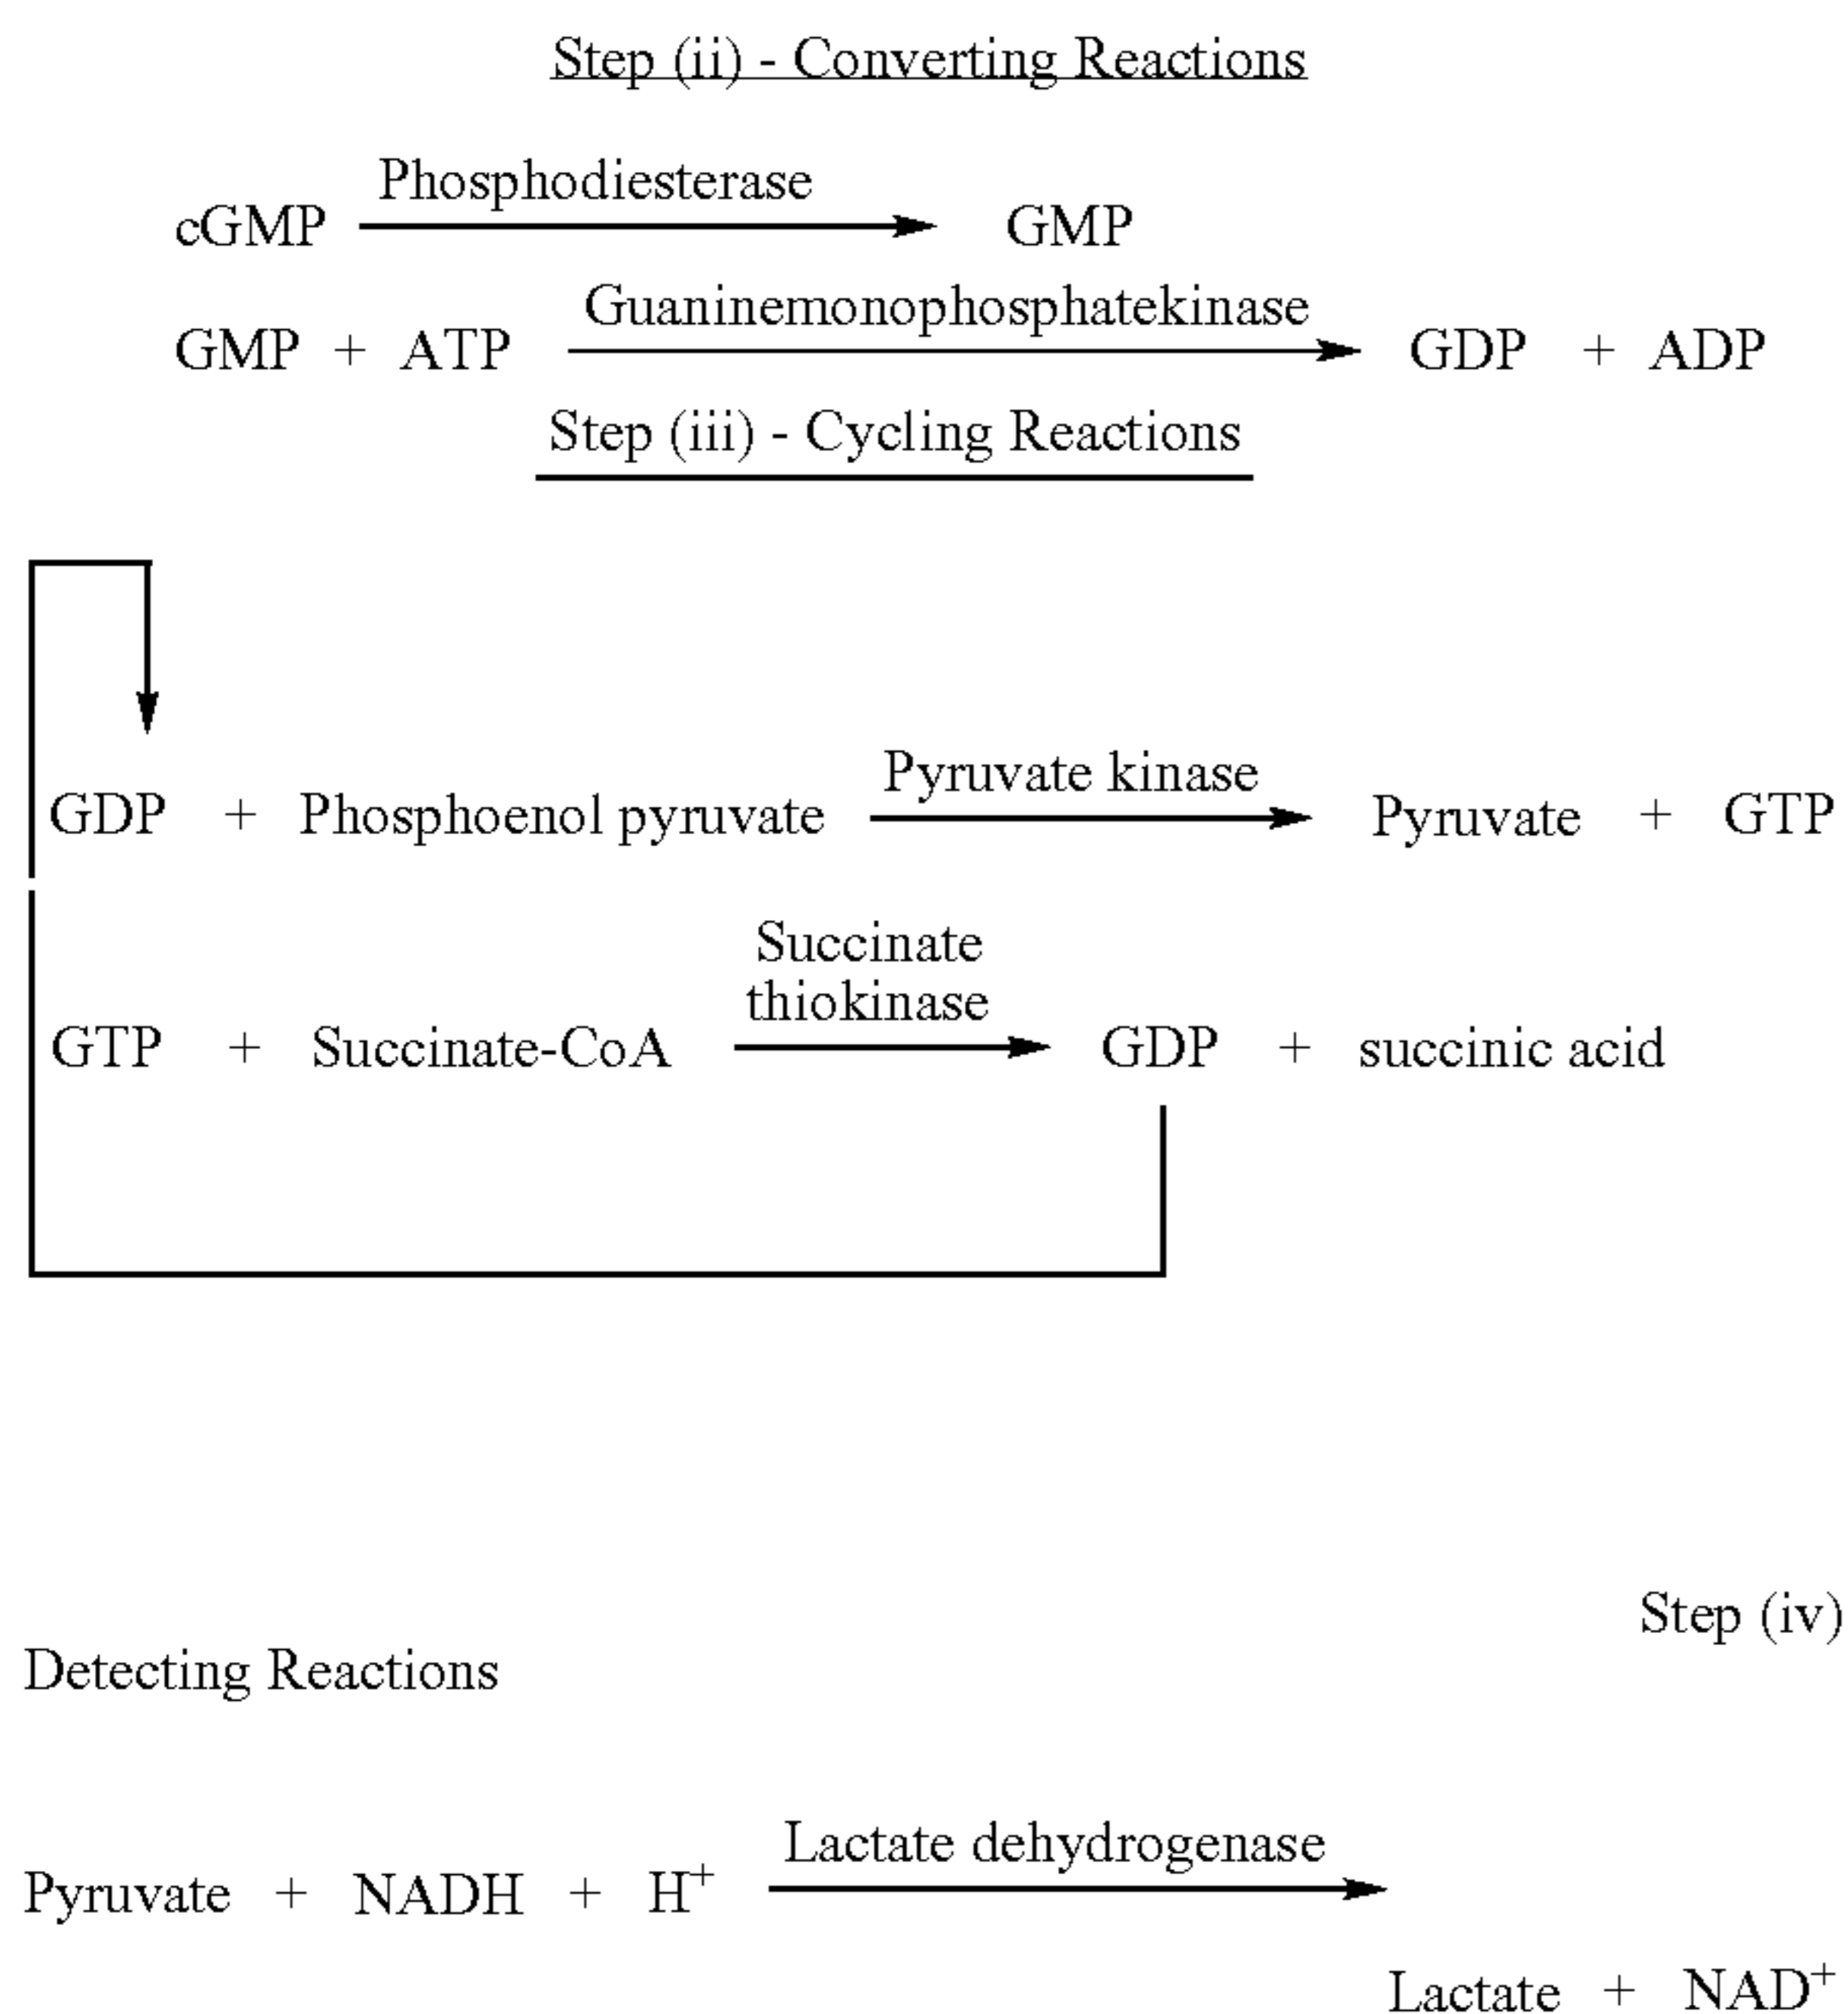 Step (ii) - Converting Reactions
Phosphodiesterase
cGMP GMP
Guaninemonophosphatekinase
GMP + ATP GDP + ADP
Step (iii) - Cycling Reactions
Pyruvate kinase
GDP + Phosphoenol pyruvate Pyruvate + GTP
Succinate
thiokinase
GTP + Succinate-CoA GDP + succinic acid
Step (iv)
Detecting Reactions
Lactate dehydrogenase
Pyruvate + NADH + H⁺
Lactate + NAD⁺